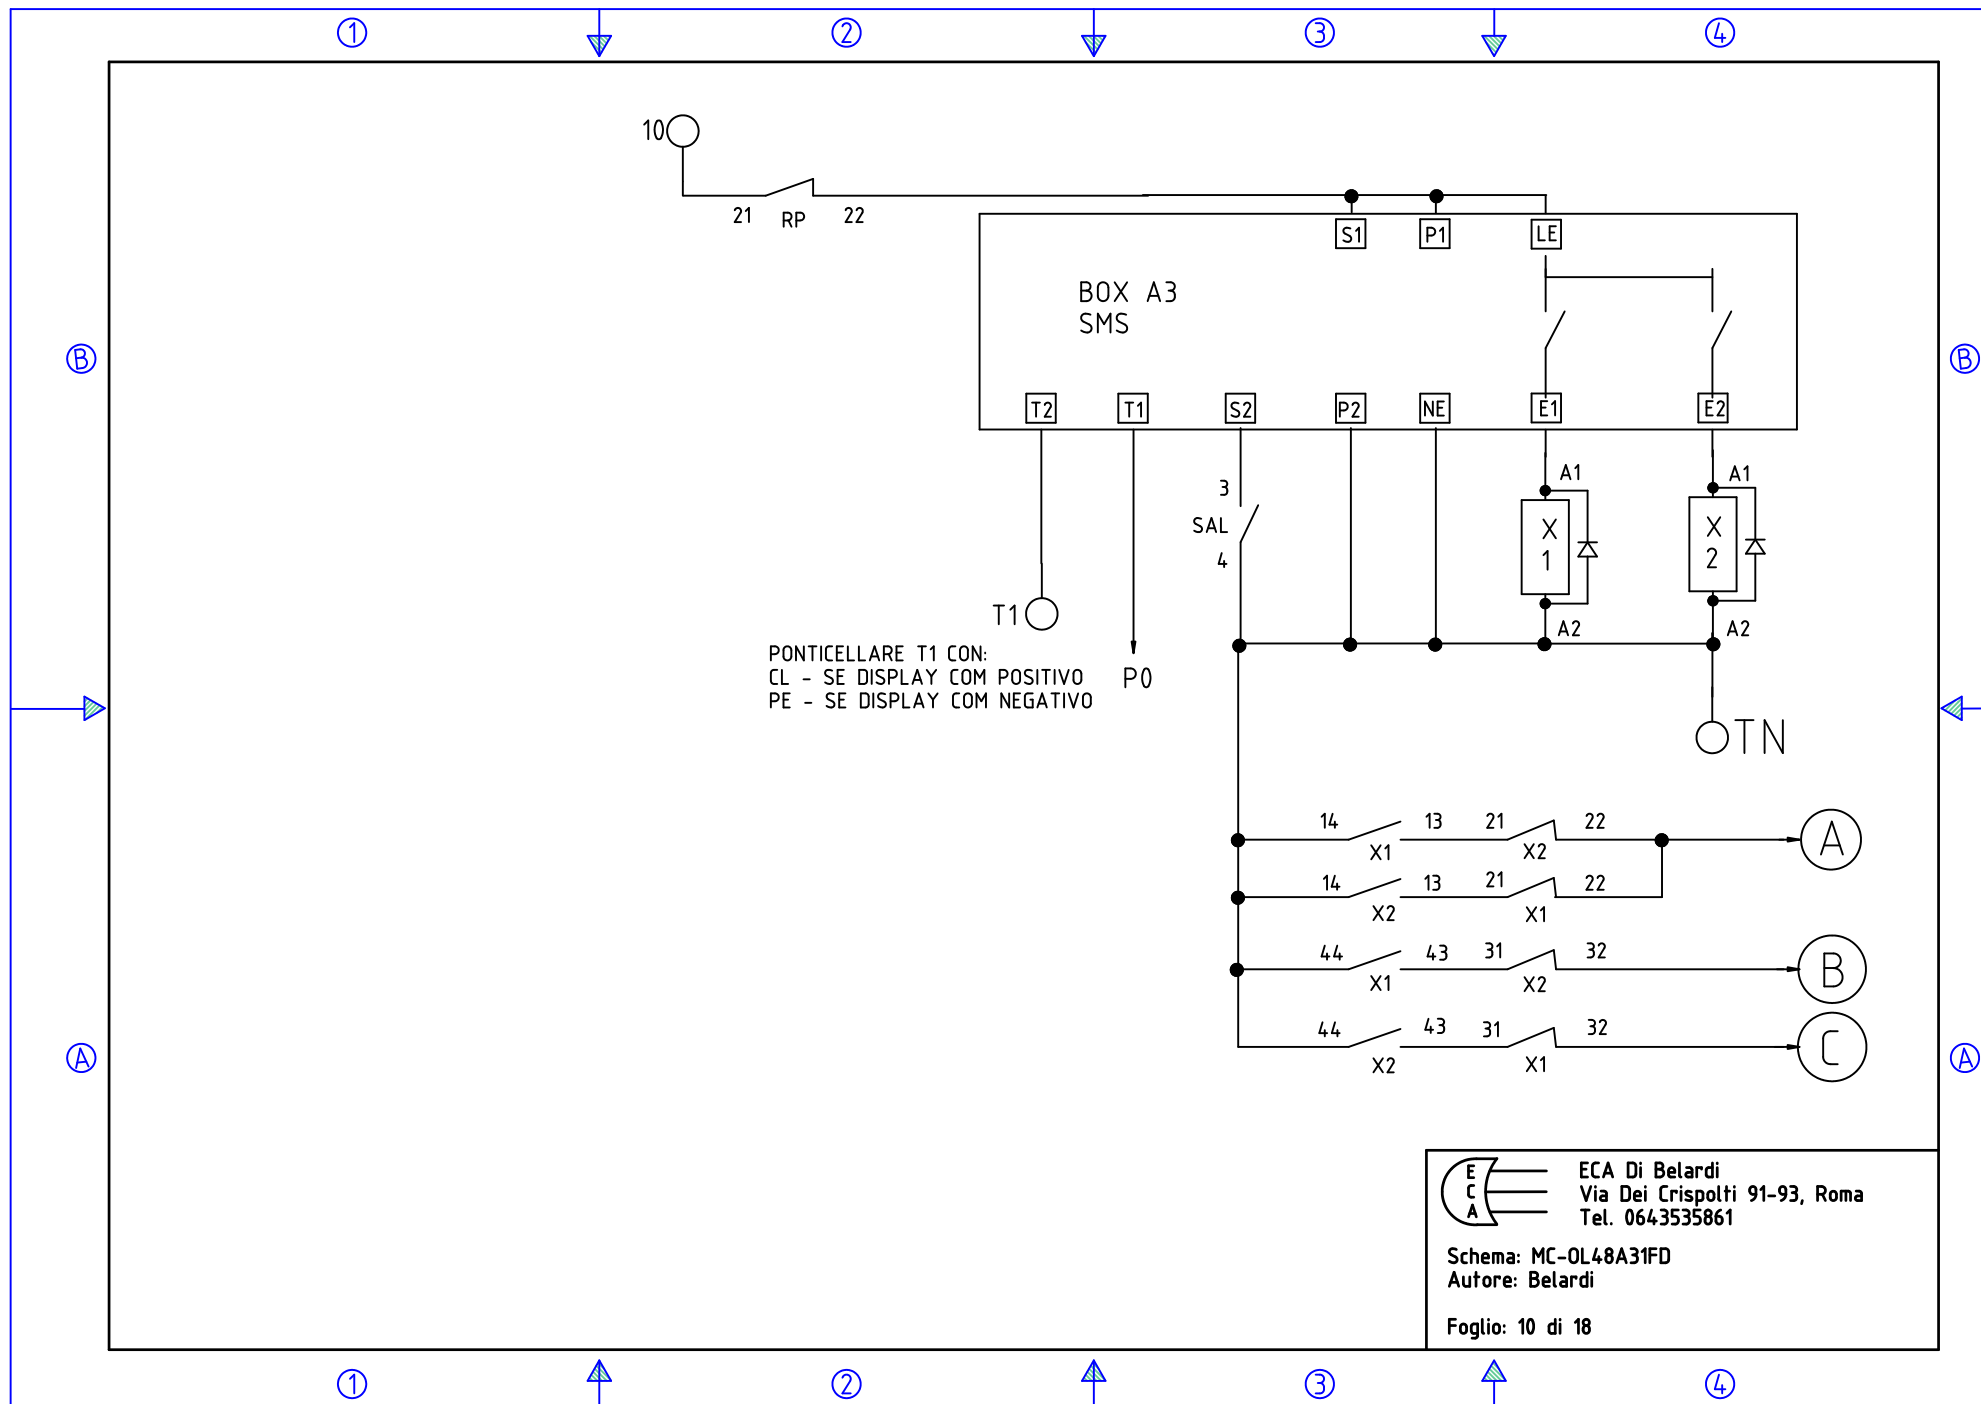 1 2 3 4
10
21 RP 22
S1 P1 LE
BOX A3
SMS
B B
T2 T1 S2 P2 NE E1 E2
3
SAL
4
A1
X
1
A2
A1
X
2
A2
T1
PONTICELLARE T1 CON:
CL - SE DISPLAY COM POSITIVO
PE - SE DISPLAY COM NEGATIVO
P0
TN
14 13 21 22
X1 X2
A
14 13 21 22
X2 X1
44 43 31 32
X1 X2
B
44 43 31 32
X2 X1
C
A A
E
C
A
ECA Di Belardi
Via Dei Crispolti 91-93, Roma
Tel. 0643535861
Schema: MC-OL48A31FD
Autore: Belardi
Foglio: 10 di 18
1 2 3 4